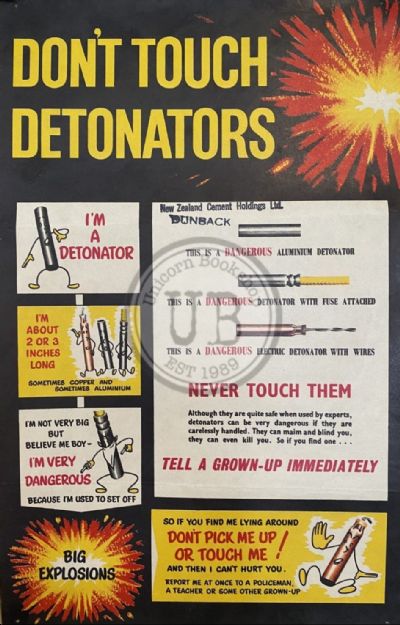 DON'T TOUCH
DETONATORS
I'M
A
DETONATOR
I'M
ABOUT
2 OR 3
INCHES
LONG
SOMETIMES COPPER AND
SOMETIMES ALUMINIUM
I'M NOT VERY BIG
BUT
BELIEVE ME BOY-
I'M VERY
DANGEROUS
BECAUSE I'M USED TO SET OFF
BIG
EXPLOSIONS
New Zealand Cement Holdings Ltd.
DUNBACK
THIS IS A DANGEROUS ALUMINIUM DETONATOR
THIS IS A DANGEROUS DETONATOR WITH FUSE ATTACHED
THIS IS A DANGEROUS ELECTRIC DETONATOR WITH WIRES
NEVER TOUCH THEM
Although they are quite safe when used by experts,
detonators can be very dangerous if they are
carelessly handled. They can maim and blind you,
they can even kill you. So if you find one . . .
TELL A GROWN-UP IMMEDIATELY
SO IF YOU FIND ME LYING AROUND
DON'T PICK ME UP
OR TOUCH ME!
AND THEN I CAN'T HURT YOU.
REPORT ME AT ONCE TO A POLICEMAN,
A TEACHER OR SOME OTHER GROWN-UP
Unicorn Books
UB
EST 1989